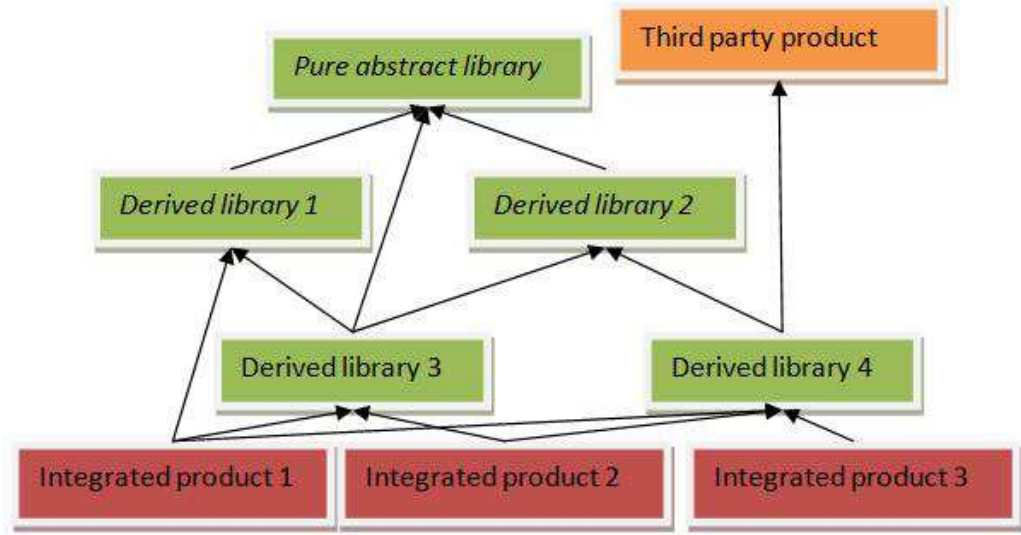 Third party product
Pure abstract library
Derived library 1
Derived library 2
Derived library 3
Derived library 4
Integrated product 1
Integrated product 2
Integrated product 3